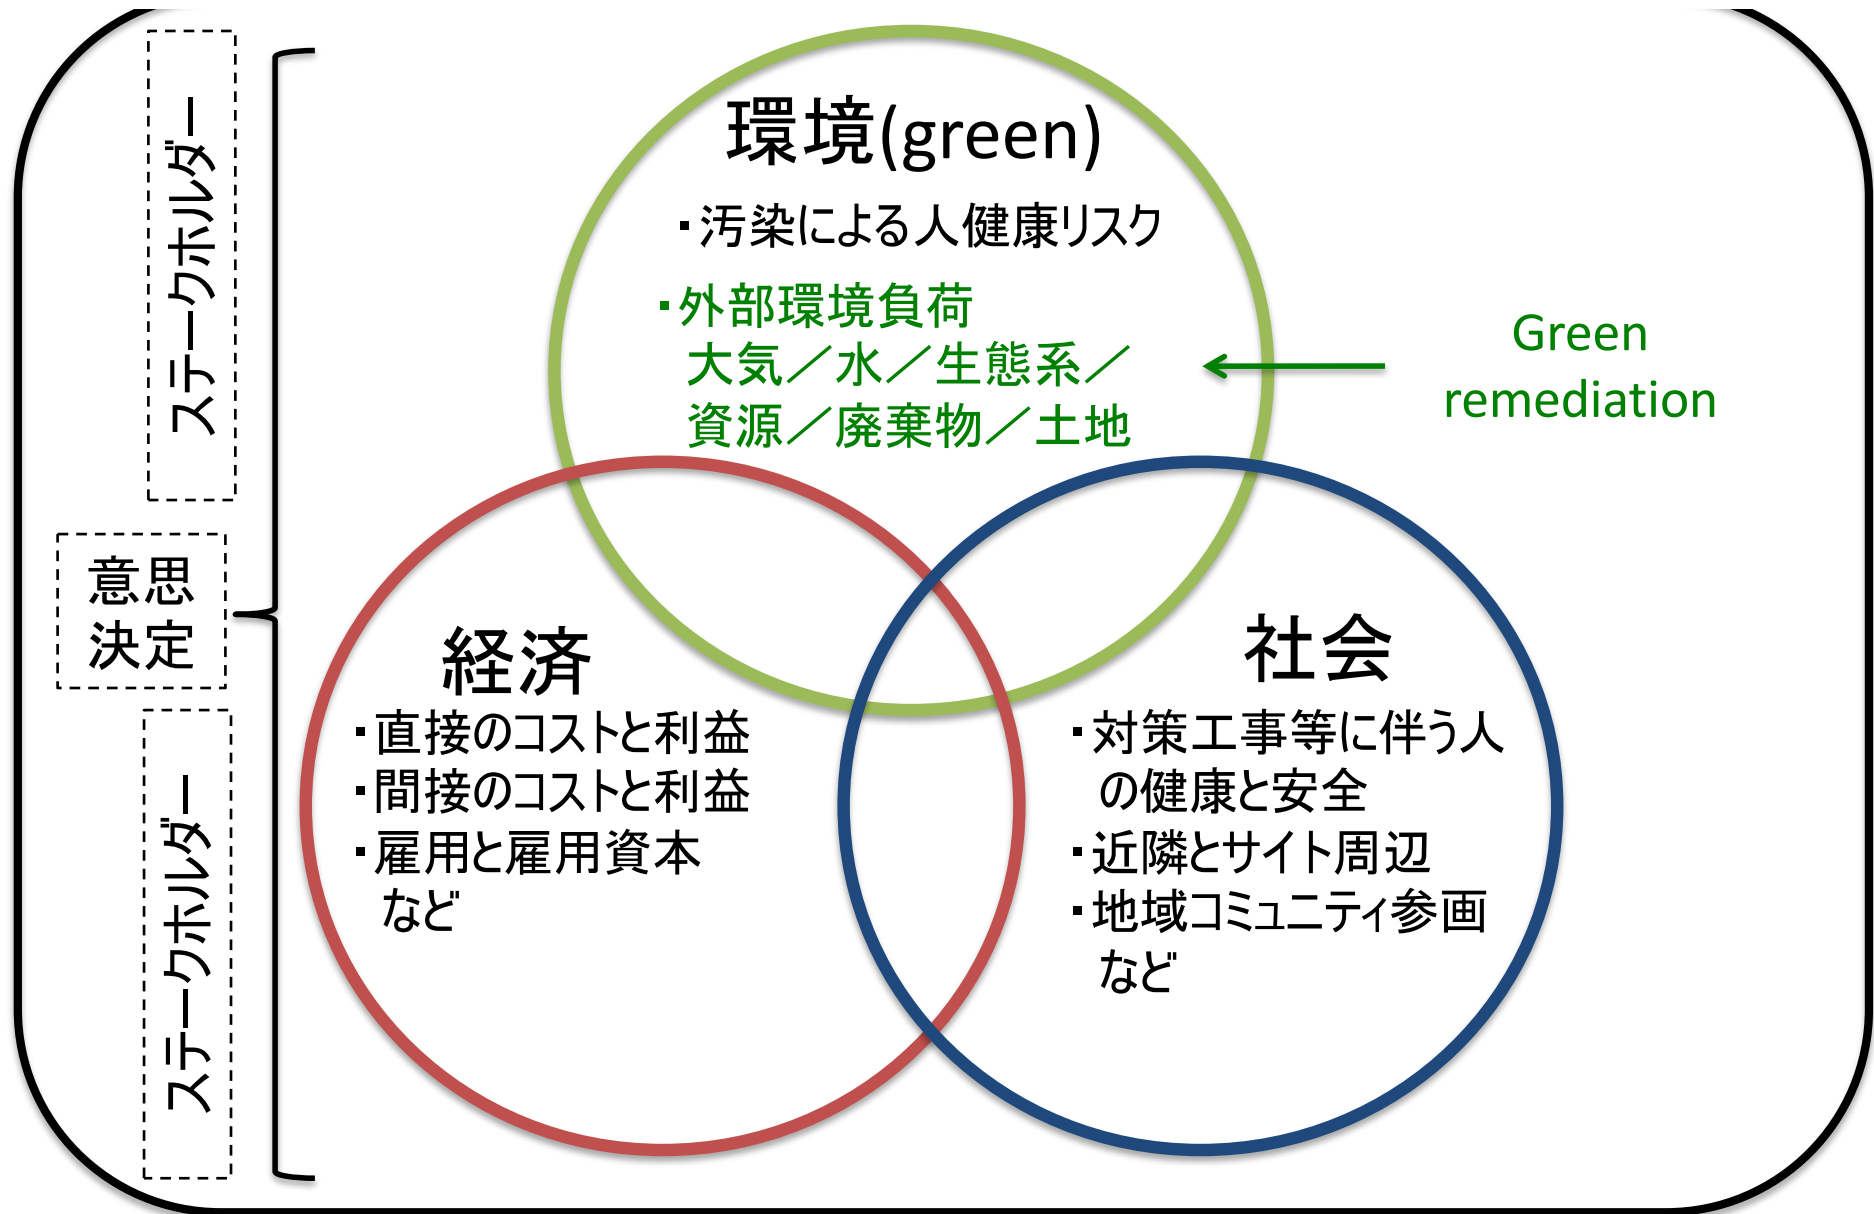 ステークホルダー
意思
決定
ステークホルダー
環境(green)
・汚染による人健康リスク
・外部環境負荷
大気／水／生態系／
資源／廃棄物／土地
Green
remediation
経済
・直接のコストと利益
・間接のコストと利益
・雇用と雇用資本
など
社会
・対策工事等に伴う人
の健康と安全
・近隣とサイト周辺
・地域コミュニティ参画
など